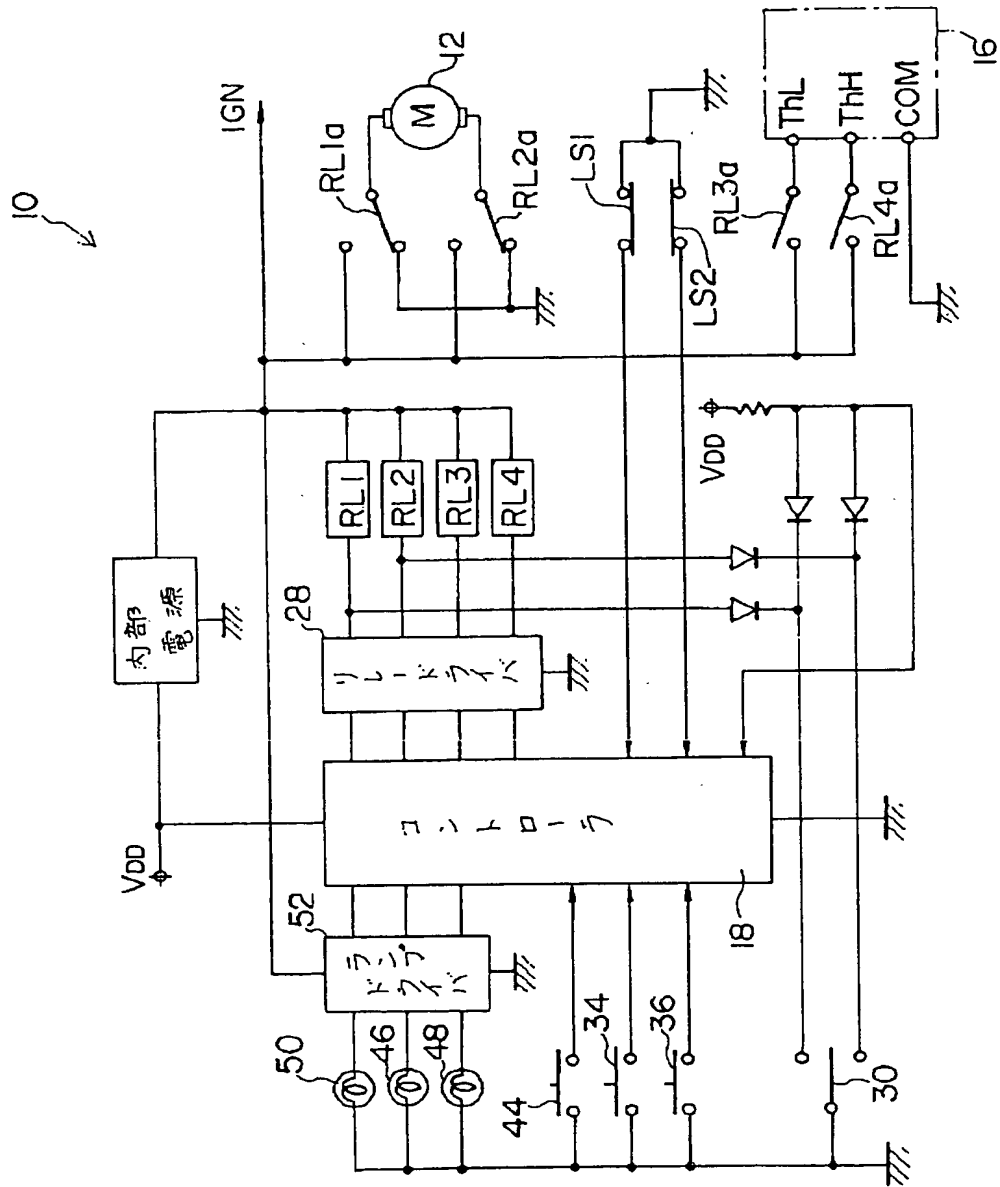 10
IGN
内部
電源
VDD
RL1
RL2
RL3
RL4
28
リレードライバ
52
ランプ
ドライバ
コントローラ
18
50
46
48
44
34
36
30
RL1a
RL2a
M
12
LS1
LS2
RL3a
RL4a
ThL
ThH
COM
16
VDD